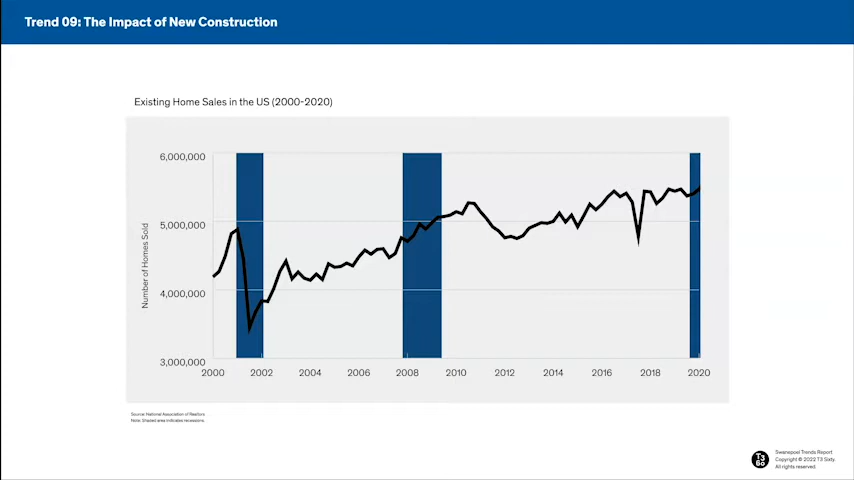 Trend 09: The Impact of New Construction
Existing Home Sales in the US (2000-2020)
6,000,000
5,000,000
4,000,000
3,000,000
Number of Homes Sold
2000 2002 2004 2006 2008 2010 2012 2014 2016 2018 2020
Source: National Association of Realtors
Note: Shaded area indicates recessions.
T3
60
Swanepoel Trends Report
Copyright © 2022 T3 Sixty.
All rights reserved.